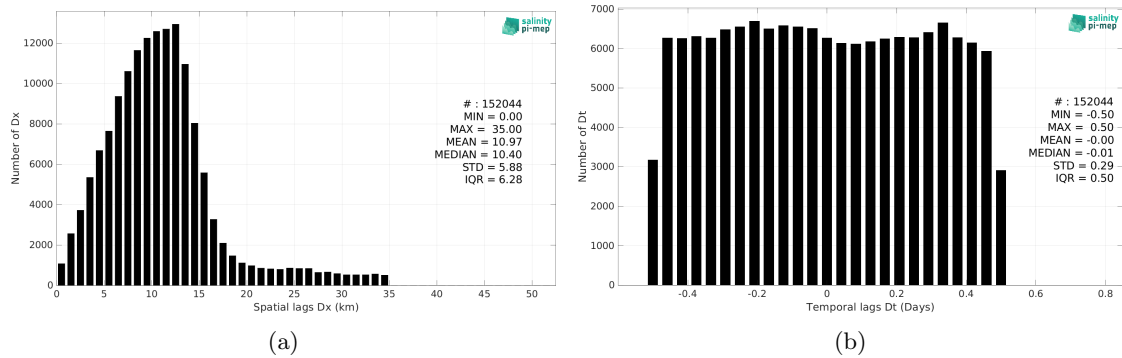 12000
10000
8000
6000
4000
2000
0
Number of Dx
0 5 10 15 20 25 30 35 40 45 50
Spatial lags Dx (km)
salinity
pi-mep
# : 152044
MIN = 0.00
MAX = 35.00
MEAN = 10.97
MEDIAN = 10.40
STD = 5.88
IQR = 6.28
(a)
7000
6000
5000
4000
3000
2000
1000
0
Number of Dt
-0.4 -0.2 0 0.2 0.4 0.6 0.8
Temporal lags Dt (Days)
salinity
pi-mep
# : 152044
MIN = -0.50
MAX = 0.50
MEAN = -0.00
MEDIAN = -0.01
STD = 0.29
IQR = 0.50
(b)